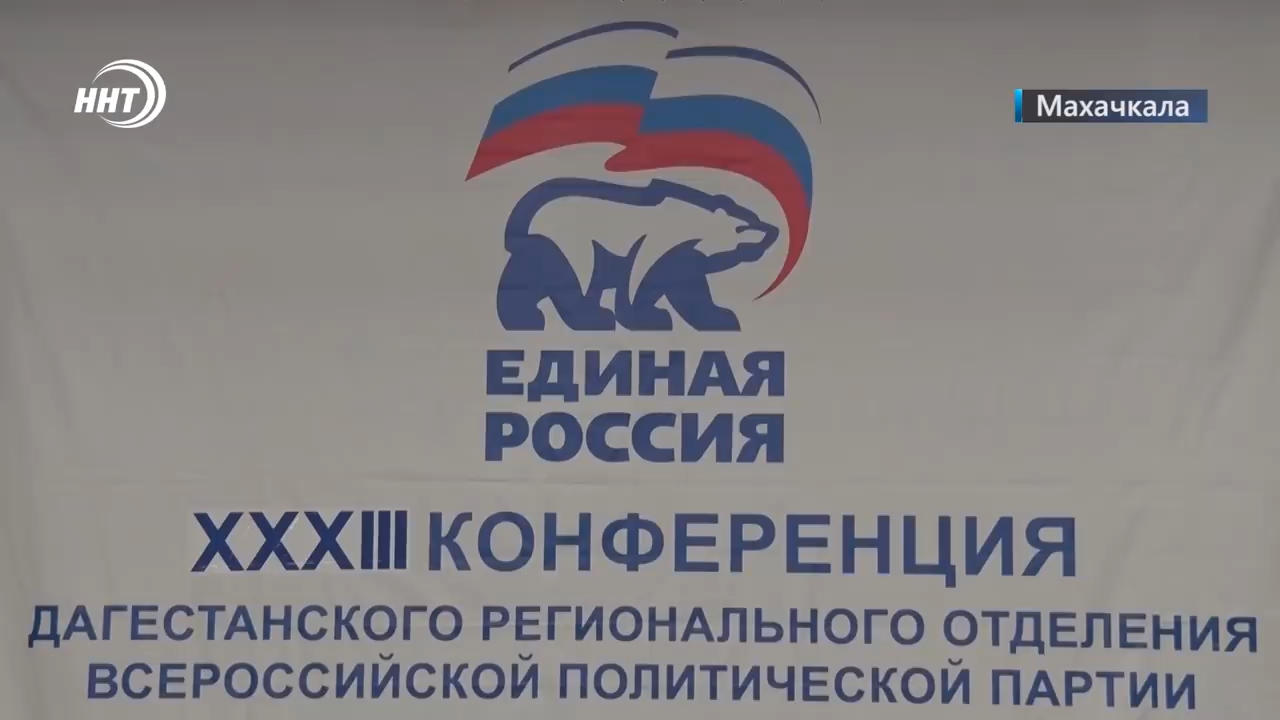 ННТ
Махачкала
ЕДИНАЯ
РОССИЯ
XXXIII КОНФЕРЕНЦИЯ
ДАГЕСТАНСКОГО РЕГИОНАЛЬНОГО ОТДЕЛЕНИЯ
ВСЕРОССИЙСКОЙ ПОЛИТИЧЕСКОЙ ПАРТИИ